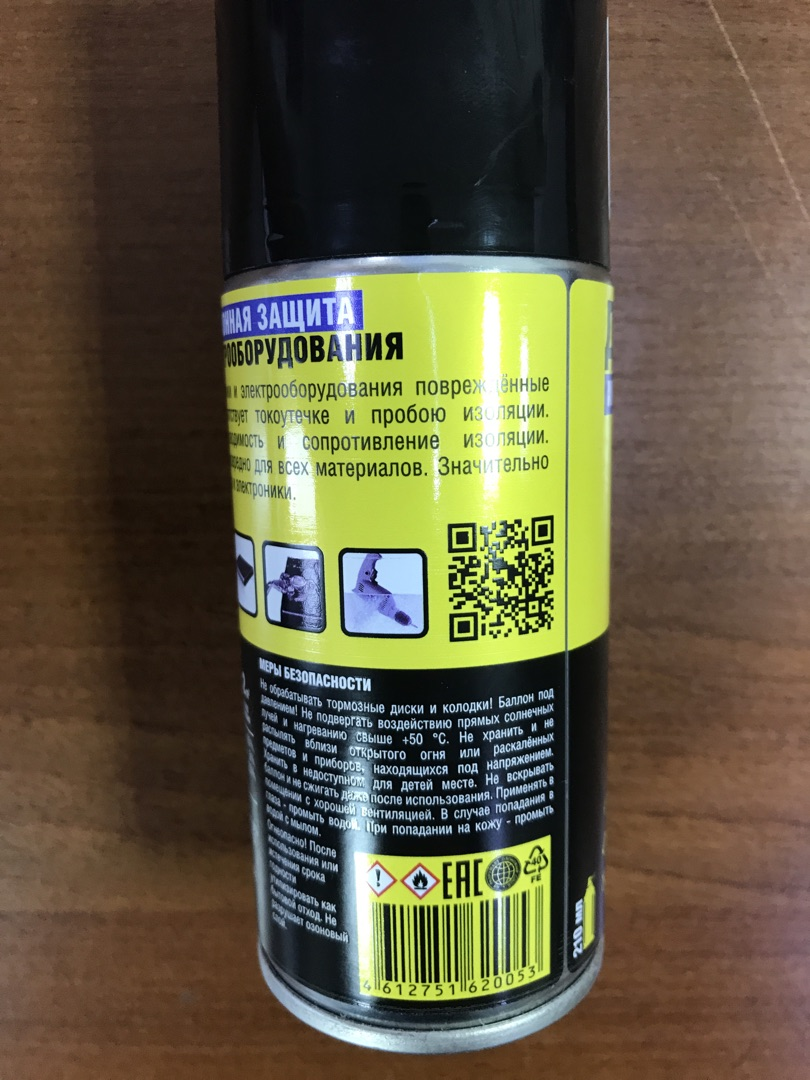 ННАЯ ЗАЩИТА
РООБОРУДОВАНИЯ
и электрооборудования повреждённые
тствует токоутечке и пробою изоляции.
водимость и сопротивление изоляции.
вредно для всех материалов. Значительно
и электроники.
МЕРЫ БЕЗОПАСНОСТИ
Не обрабатывать тормозные диски и колодки! Баллон под
давлением! Не подвергать воздействию прямых солнечных
лучей и нагреванию свыше +50 °С. Не хранить и не
распылять вблизи открытого огня или раскалённых
предметов и приборов, находящихся под напряжением.
Хранить в недоступном для детей месте. Не вскрывать
баллон и не сжигать даже после использования. Применять в
помещении с хорошей вентиляцией. В случае попадания в
глаза - промыть водой. При попадании на кожу - промыть
водой с мылом.
Огнеопасно! После
использования или
истечения срока
годности
утилизировать как
бытовой отход. Не
разрушает озоновый
слой.
EAC
40
FE
4 612751 620053
210 мл